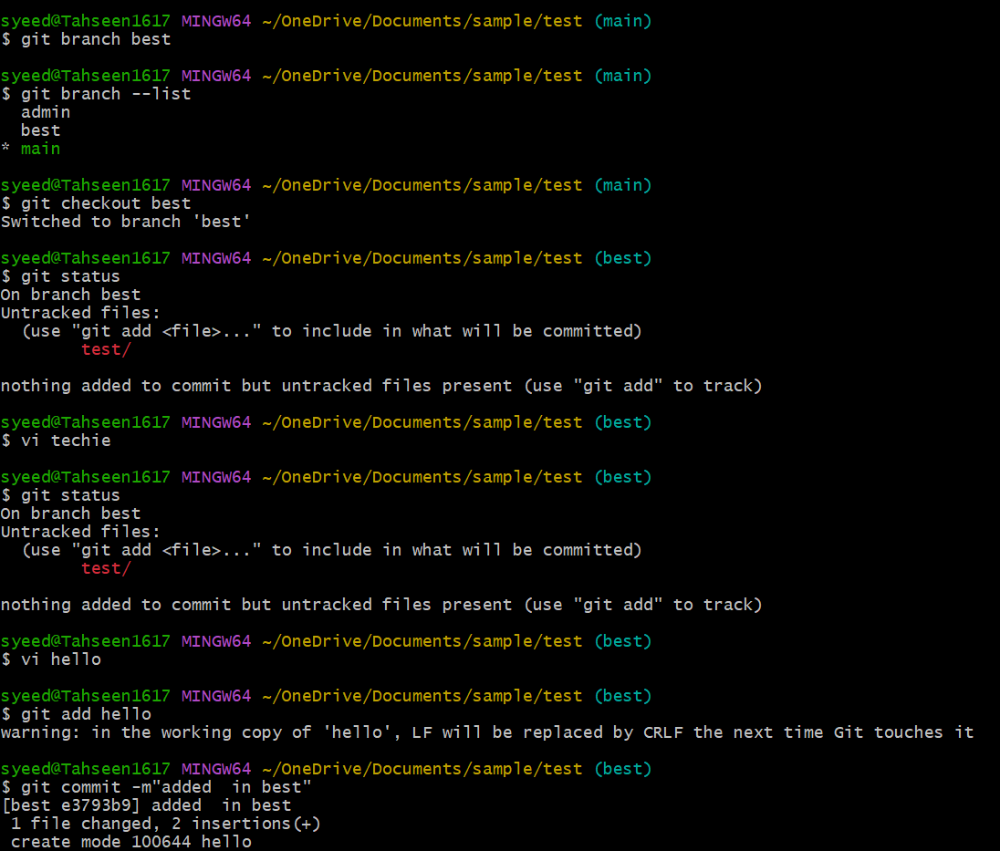 syeed@Tahseen1617 MINGW64 ~/OneDrive/Documents/sample/test (main)
$ git branch best
syeed@Tahseen1617 MINGW64 ~/OneDrive/Documents/sample/test (main)
$ git branch --list
  admin
  best
* main
syeed@Tahseen1617 MINGW64 ~/OneDrive/Documents/sample/test (main)
$ git checkout best
Switched to branch 'best'
syeed@Tahseen1617 MINGW64 ~/OneDrive/Documents/sample/test (best)
$ git status
On branch best
Untracked files:
  (use "git add <file>..." to include in what will be committed)
        test/
nothing added to commit but untracked files present (use "git add" to track)
syeed@Tahseen1617 MINGW64 ~/OneDrive/Documents/sample/test (best)
$ vi techie
syeed@Tahseen1617 MINGW64 ~/OneDrive/Documents/sample/test (best)
$ git status
On branch best
Untracked files:
  (use "git add <file>..." to include in what will be committed)
        test/
nothing added to commit but untracked files present (use "git add" to track)
syeed@Tahseen1617 MINGW64 ~/OneDrive/Documents/sample/test (best)
$ vi hello
syeed@Tahseen1617 MINGW64 ~/OneDrive/Documents/sample/test (best)
$ git add hello
warning: in the working copy of 'hello', LF will be replaced by CRLF the next time Git touches it
syeed@Tahseen1617 MINGW64 ~/OneDrive/Documents/sample/test (best)
$ git commit -m"added  in best"
[best e3793b9] added  in best
 1 file changed, 2 insertions(+)
 create mode 100644 hello